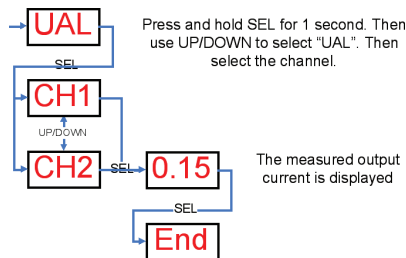 UAL
Press and hold SEL for 1 second. Then
use UP/DOWN to select “UAL”. Then
select the channel.
SEL
CH1
UP/DOWN
CH2
SEL
0.15
The measured output
current is displayed
SEL
End